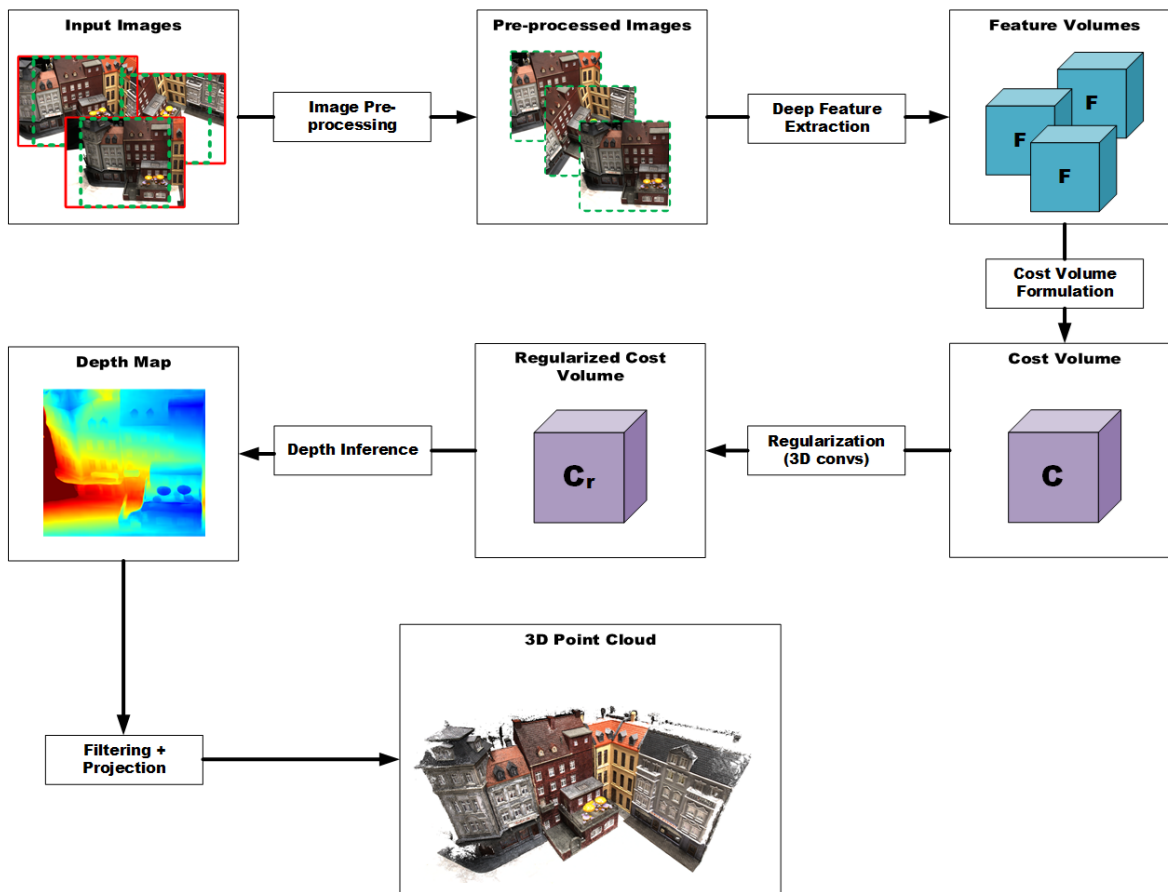 Input Images
Pre-processed Images
Feature Volumes
Image Pre-
processing
Deep Feature
Extraction
F
F
F
Cost Volume
Formulation
Depth Map
Regularized Cost
Volume
Cost Volume
Depth Inference
Cr
Regularization
(3D convs)
C
3D Point Cloud
Filtering +
Projection